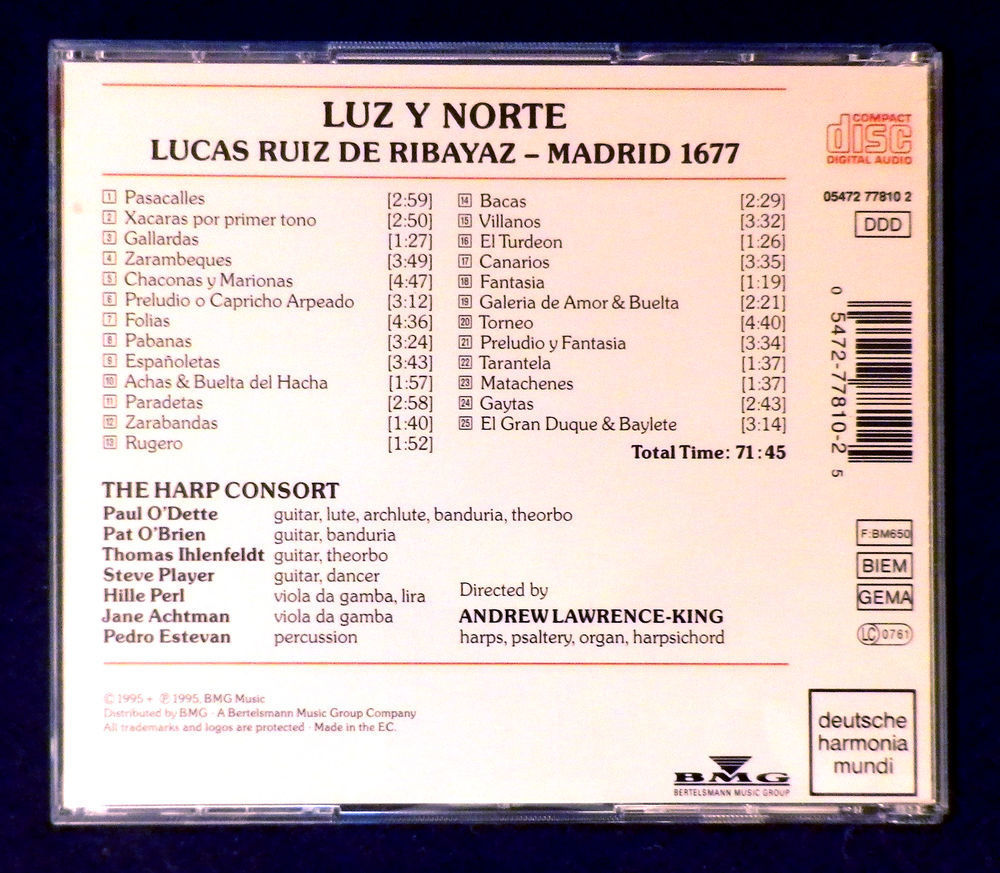 LUZ Y NORTE
LUCAS RUIZ DE RIBAYAZ – MADRID 1677
1 Pasacalles [2:59]
2 Xacaras por primer tono [2:50]
3 Gallardas [1:27]
4 Zarambeques [3:49]
5 Chaconas y Marionas [4:47]
6 Preludio o Capricho Arpeado [3:12]
7 Folias [4:36]
8 Pabanas [3:24]
9 Españoletas [3:43]
10 Achas & Buelta del Hacha [1:57]
11 Paradetas [2:58]
12 Zarabandas [1:40]
13 Rugero [1:52]
14 Bacas [2:29]
15 Villanos [3:32]
16 El Turdeon [1:26]
17 Canarios [3:35]
18 Fantasia [1:19]
19 Galeria de Amor & Buelta [2:21]
20 Torneo [4:40]
21 Preludio y Fantasia [3:34]
22 Tarantela [1:37]
23 Matachenes [1:37]
24 Gaytas [2:43]
25 El Gran Duque & Baylete [3:14]
Total Time: 71:45
THE HARP CONSORT
Paul O'Dette guitar, lute, archlute, banduria, theorbo
Pat O'Brien guitar, banduria
Thomas Ihlenfeldt guitar, theorbo
Steve Player guitar, dancer
Hille Perl viola da gamba, lira
Jane Achtman viola da gamba
Pedro Estevan percussion
Directed by
ANDREW LAWRENCE-KING
harps, psaltery, organ, harpsichord
© 1995 + ℗ 1995, BMG Music
Distributed by BMG · A Bertelsmann Music Group Company
All trademarks and logos are protected · Made in the E.C.
BMG
BERTELSMANN MUSIC GROUP
COMPACT
disc
DIGITAL AUDIO
05472 77810 2
DDD
0 5472-77810-2 5
F:BM650
BIEM
GEMA
LC 0761
deutsche
harmonia
mundi